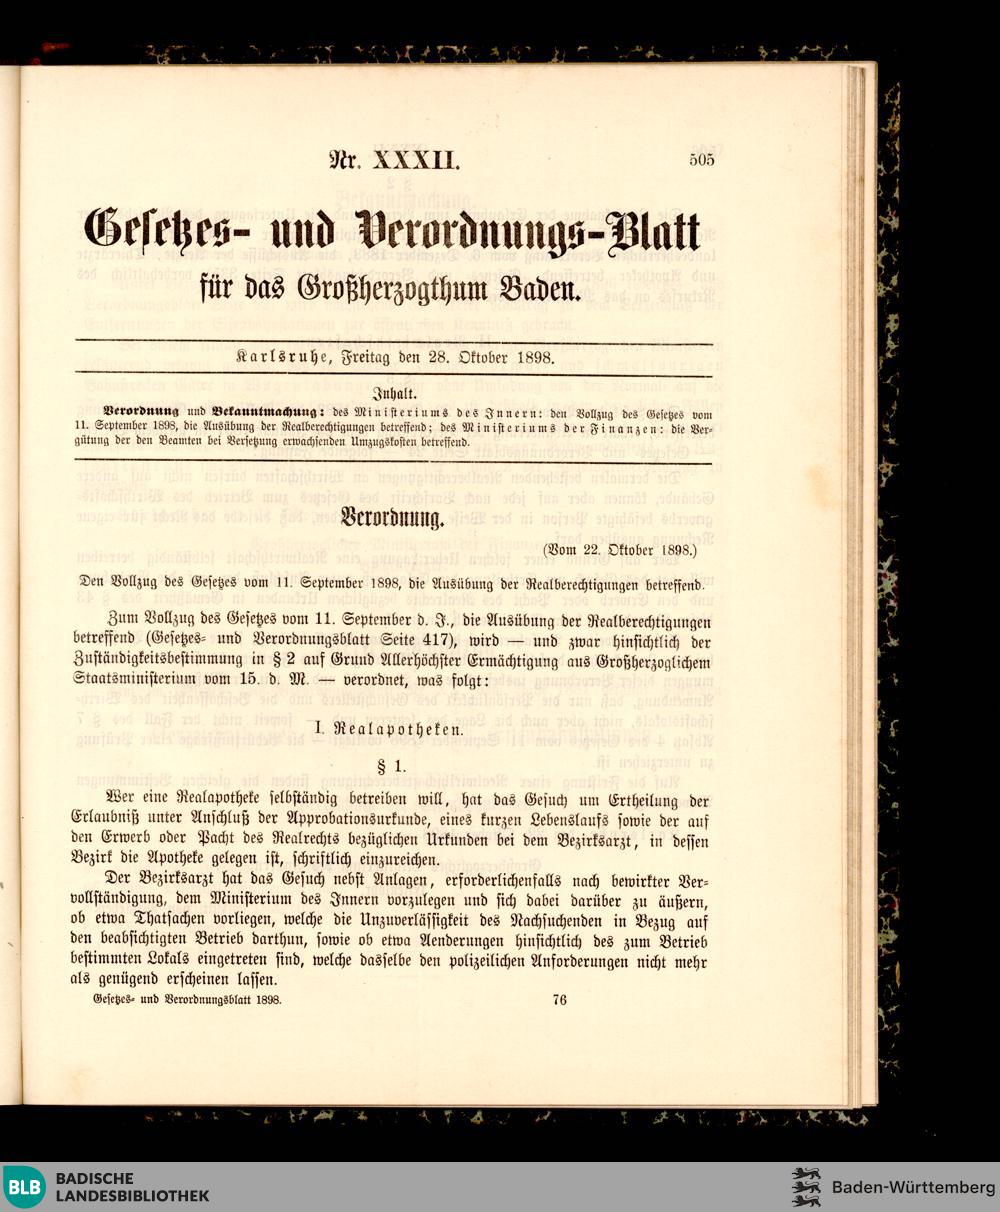 Nr. XXXII.
505
Gesetzes- und Verordnungs-Blatt
für das Großherzogthum Baden.
Karlsruhe, Freitag den 28. Oktober 1898.
Inhalt.
Verordnung und Bekanntmachung: des Ministeriums des Innern: den Vollzug des Gesetzes vom
11. September 1898, die Ausübung der Realberechtigungen betreffend; des Ministeriums der Finanzen: die Ver-
gütung der den Beamten bei Versetzung erwachsenden Umzugskosten betreffend.
Verordnung.
(Vom 22. Oktober 1898.)
Den Vollzug des Gesetzes vom 11. September 1898, die Ausübung der Realberechtigungen betreffend.
Zum Vollzug des Gesetzes vom 11. September d. J., die Ausübung der Realberechtigungen
betreffend (Gesetzes- und Verordnungsblatt Seite 417), wird — und zwar hinsichtlich der
Zuständigkeitsbestimmung in § 2 auf Grund Allerhöchster Ermächtigung aus Großherzoglichem
Staatsministerium vom 15. d. M. — verordnet, was folgt:
I. Realapotheken.
§ 1.
Wer eine Realapotheke selbständig betreiben will, hat das Gesuch um Ertheilung der
Erlaubniß unter Anschluß der Approbationsurkunde, eines kurzen Lebenslaufs sowie der auf
den Erwerb oder Pacht des Realrechts bezüglichen Urkunden bei dem Bezirksarzt, in dessen
Bezirk die Apotheke gelegen ist, schriftlich einzureichen.
Der Bezirksarzt hat das Gesuch nebst Anlagen, erforderlichenfalls nach bewirkter Ver-
vollständigung, dem Ministerium des Innern vorzulegen und sich dabei darüber zu äußern,
ob etwa Thatsachen vorliegen, welche die Unzuverlässigkeit des Nachsuchenden in Bezug auf
den beabsichtigten Betrieb darthun, sowie ob etwa Aenderungen hinsichtlich des zum Betrieb
bestimmten Lokals eingetreten sind, welche dasselbe den polizeilichen Anforderungen nicht mehr
als genügend erscheinen lassen.
Gesetzes- und Verordnungsblatt 1898.
76
BLB
BADISCHE
LANDESBIBLIOTHEK
Baden-Württemberg